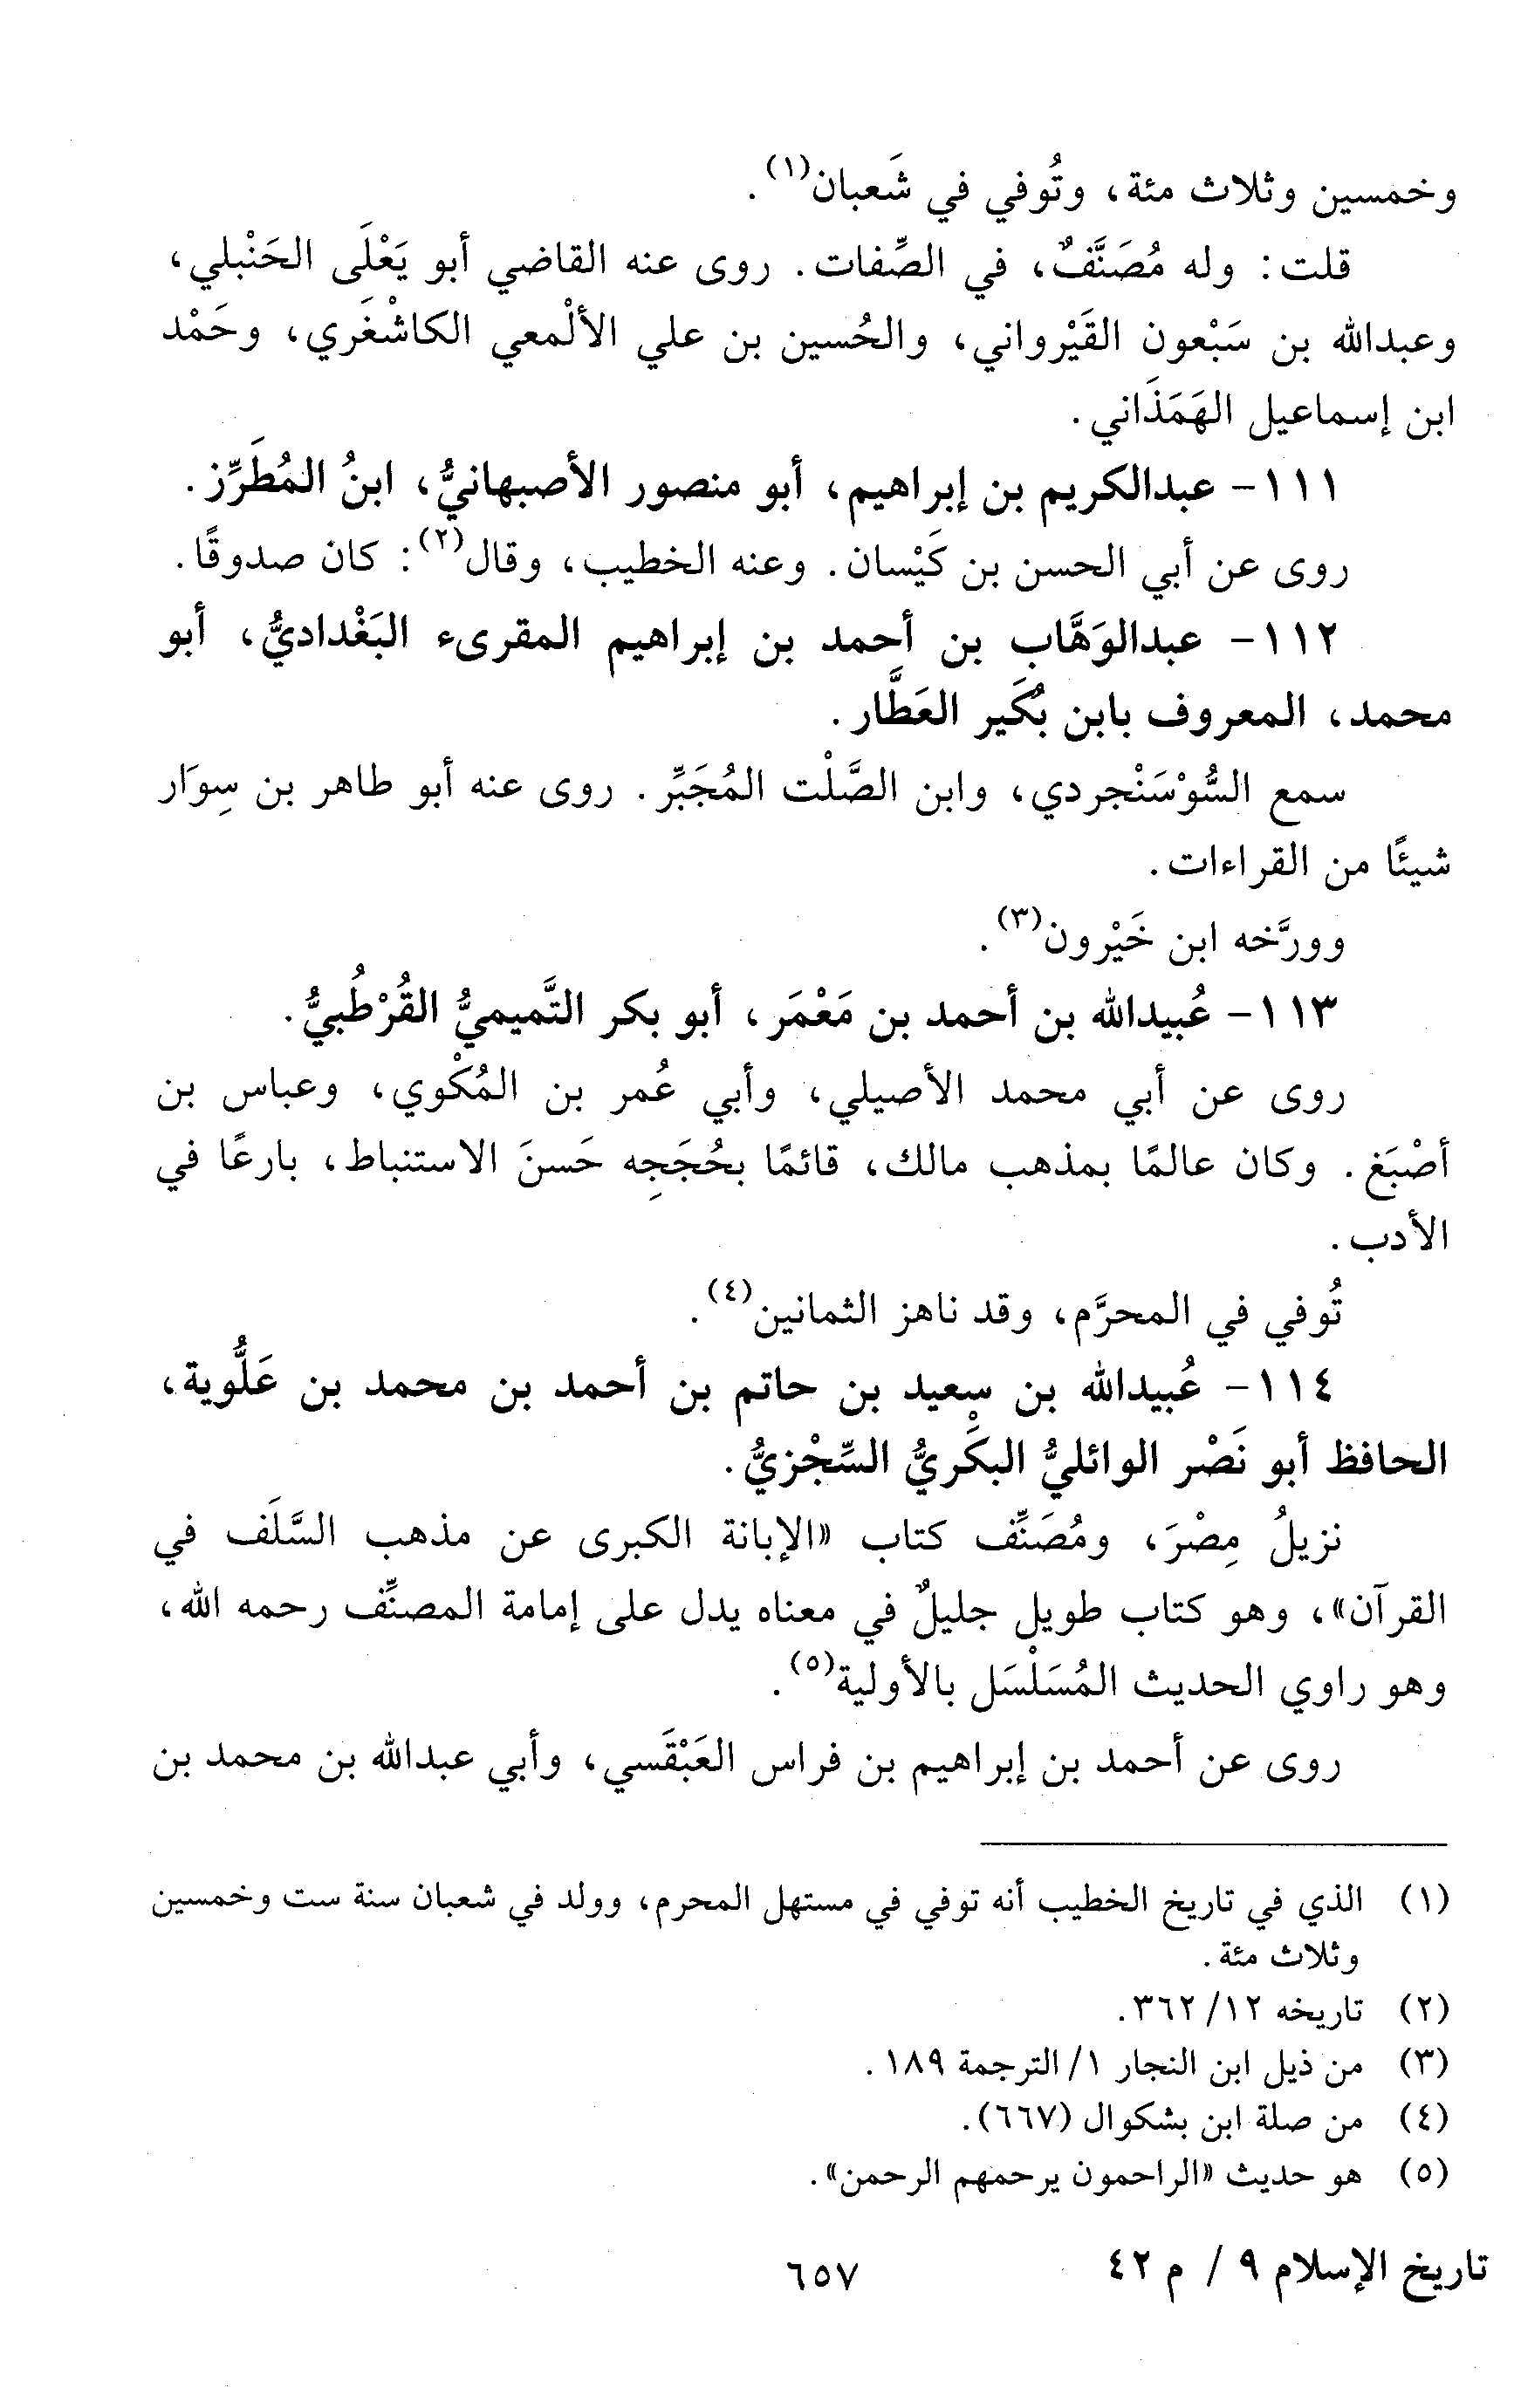 وخمسين وثلاث مئة، وتُوفي في شَعبان(١).
قلت: وله مُصَنَّفٌ، في الصِّفات. روى عنه القاضي أبو يَعْلَى الحَنْبلي،
وعبدالله بن سَبْعون القَيْرواني، والحُسين بن علي الألْمعي الكاشْغَري، وحَمْد
ابن إسماعيل الهَمَذَاني.
١١١- عبدالكريم بن إبراهيم، أبو منصور الأصبهانيُّ، ابنُ المُطَرِّز.
روى عن أبي الحسن بن كَيْسان. وعنه الخطيب، وقال(٢): كان صدوقًا.
١١٢- عبدالوَهَّاب بن أحمد بن إبراهيم المقرىء البَغْداديُّ، أبو
محمد، المعروف بابن بُكَير العَطَّار.
سمع السُّوْسَنْجردي، وابن الصَّلْت المُجَبِّر. روى عنه أبو طاهر بن سِوَار
شيئًا من القراءات.
وورَّخه ابن خَيْرون(٣).
١١٣- عُبيدالله بن أحمد بن مَعْمَر، أبو بكر التَّميميُّ القُرْطُبيُّ.
روى عن أبي محمد الأصيلي، وأبي عُمر بن المُكْوي، وعباس بن
أصْبَغ. وكان عالمًا بمذهب مالك، قائمًا بحُجَجِه حَسنَ الاستنباط، بارعًا في
الأدب.
تُوفي في المحرَّم، وقد ناهز الثمانين(٤).
١١٤- عُبيدالله بن سعيد بن حاتم بن أحمد بن محمد بن عَلُّوية،
الحافظ أبو نَصْر الوائليُّ البكْريُّ السِّجْزيُّ.
نزيلُ مِصْرَ، ومُصَنِّف كتاب «الإبانة الكبرى عن مذهب السَّلَف في
القرآن»، وهو كتاب طويل جليلٌ في معناه يدل على إمامة المصنِّف رحمه الله،
وهو راوي الحديث المُسَلْسَل بالأولية(٥).
روى عن أحمد بن إبراهيم بن فراس العَبْقَسي، وأبي عبدالله بن محمد بن
(١) الذي في تاريخ الخطيب أنه توفي في مستهل المحرم، وولد في شعبان سنة ست وخمسين
وثلاث مئة.
(٢) تاريخه ١٢/ ٣٦٢.
(٣) من ذيل ابن النجار ١/ الترجمة ١٨٩.
(٤) من صلة ابن بشكوال (٦٦٧).
(٥) هو حديث «الراحمون يرحمهم الرحمن».
تاريخ الإسلام ٩ / م ٤٢
٦٥٧